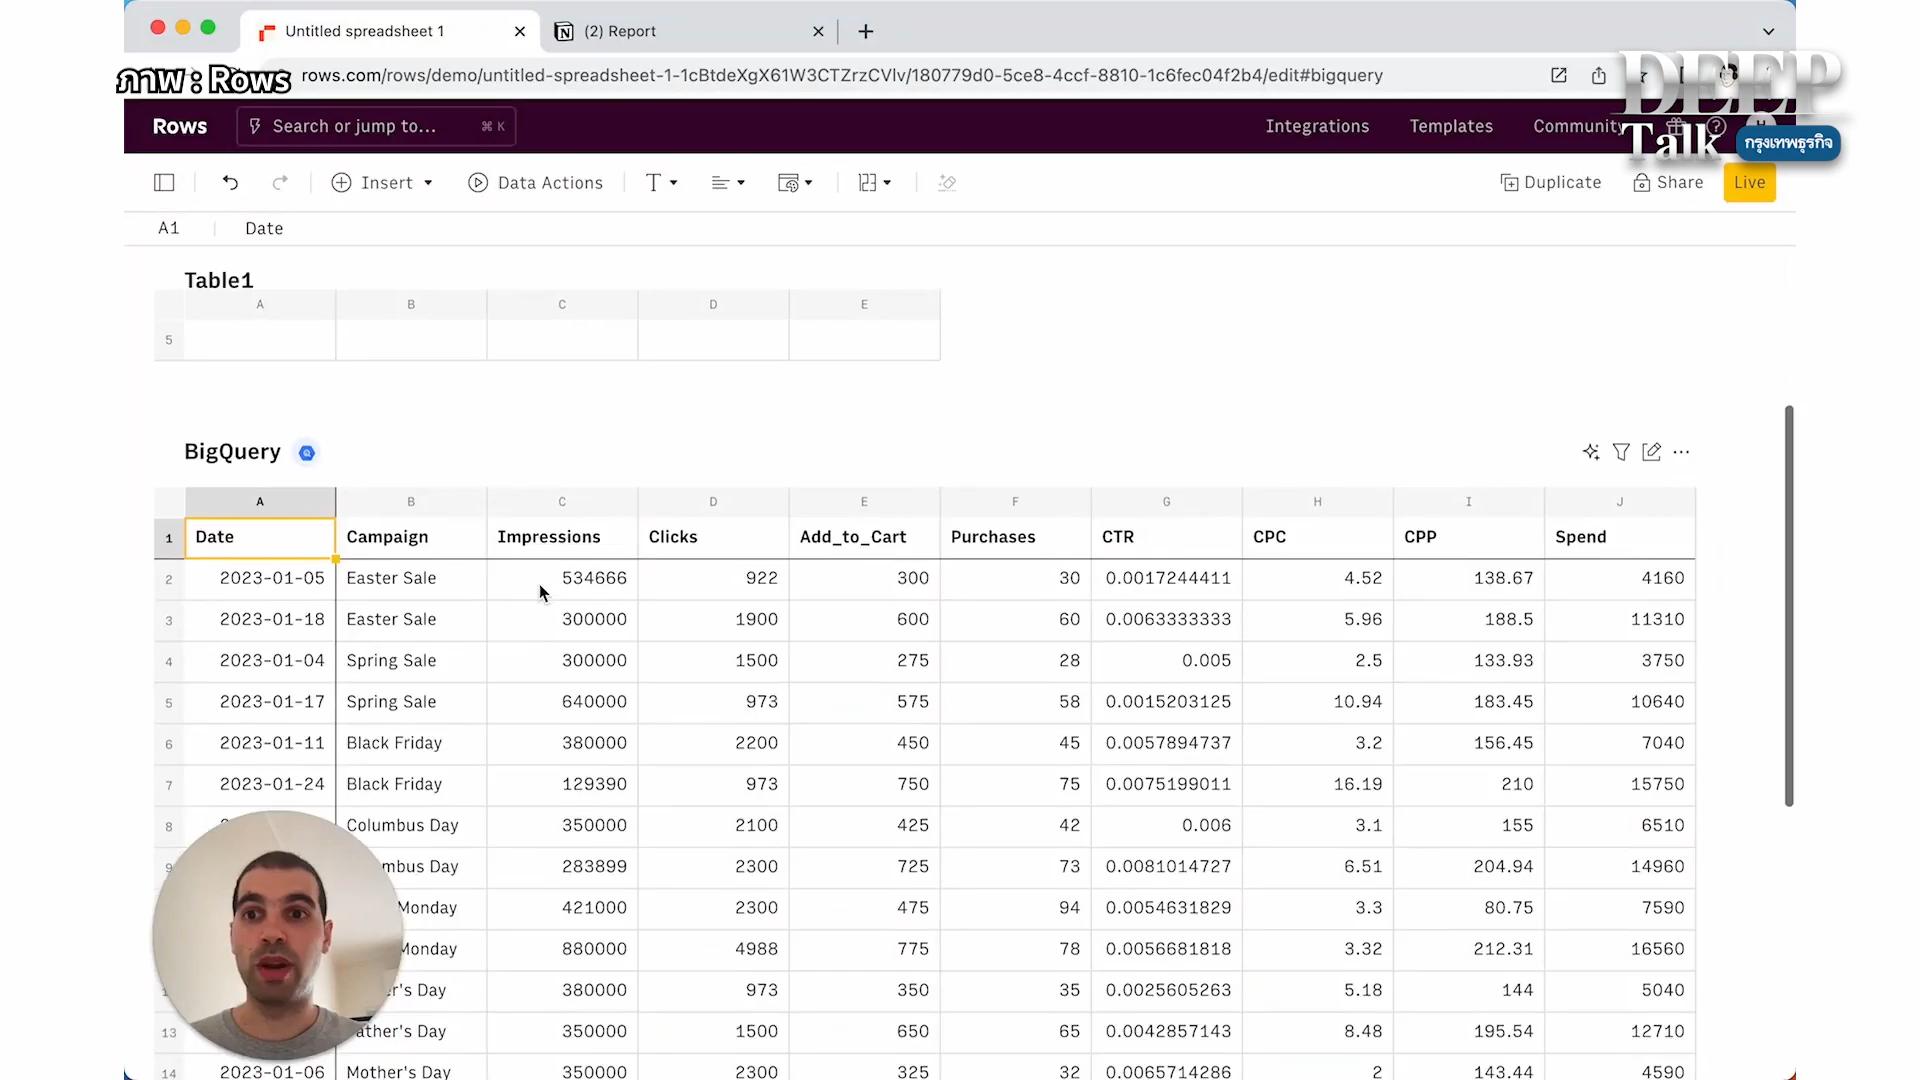 Untitled spreadsheet 1
(2) Report
ภาพ : Rows
rows.com/rows/demo/untitled-spreadsheet-1-1cBtdeXgX61W3CTZrzCVlv/180779d0-5ce8-4ccf-8810-1c6fec04f2b4/edit#bigquery
DEEP
Talk
กรุงเทพธุรกิจ
Rows
Search or jump to... ⌘ K
Integrations Templates Community
Insert Data Actions
Duplicate Share Live
A1 Date
Table1
A B C D E
5
BigQuery
A B C D E F G H I J
1 Date Campaign Impressions Clicks Add_to_Cart Purchases CTR CPC CPP Spend
2 2023-01-05 Easter Sale 534666 922 300 30 0.0017244411 4.52 138.67 4160
3 2023-01-18 Easter Sale 300000 1900 600 60 0.0063333333 5.96 188.5 11310
4 2023-01-04 Spring Sale 300000 1500 275 28 0.005 2.5 133.93 3750
5 2023-01-17 Spring Sale 640000 973 575 58 0.0015203125 10.94 183.45 10640
6 2023-01-11 Black Friday 380000 2200 450 45 0.0057894737 3.2 156.45 7040
7 2023-01-24 Black Friday 129390 973 750 75 0.0075199011 16.19 210 15750
8 Columbus Day 350000 2100 425 42 0.006 3.1 155 6510
9 mbus Day 283899 2300 725 73 0.0081014727 6.51 204.94 14960
Monday 421000 2300 475 94 0.0054631829 3.3 80.75 7590
Monday 880000 4988 775 78 0.0056681818 3.32 212.31 16560
er's Day 380000 973 350 35 0.0025605263 5.18 144 5040
13 ather's Day 350000 1500 650 65 0.0042857143 8.48 195.54 12710
14 2023-01-06 Mother's Day 350000 2300 325 32 0.0065714286 2 143.44 4590